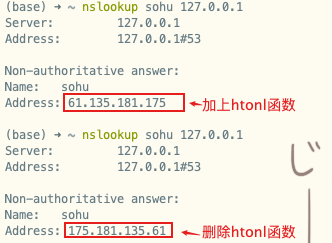 (base) → ~ nslookup sohu 127.0.0.1
Server: 127.0.0.1
Address: 127.0.0.1#53
Non-authoritative answer:
Name: sohu
Address: 61.135.181.175 加上htonl函数
(base) → ~ nslookup sohu 127.0.0.1
Server: 127.0.0.1
Address: 127.0.0.1#53
Non-authoritative answer:
Name: sohu
Address: 175.181.135.61 删除htonl函数
じ